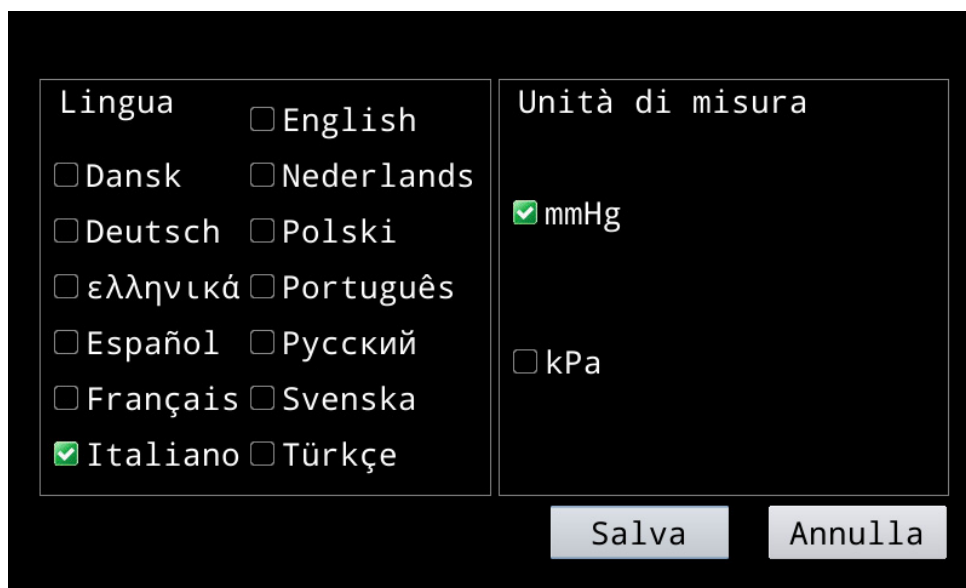 Lingua
English
Dansk
Nederlands
Deutsch
Polski
ελληνικά
Português
Español
Русский
Français
Svenska
Italiano
Türkçe
Unità di misura
mmHg
kPa
Salva
Annulla